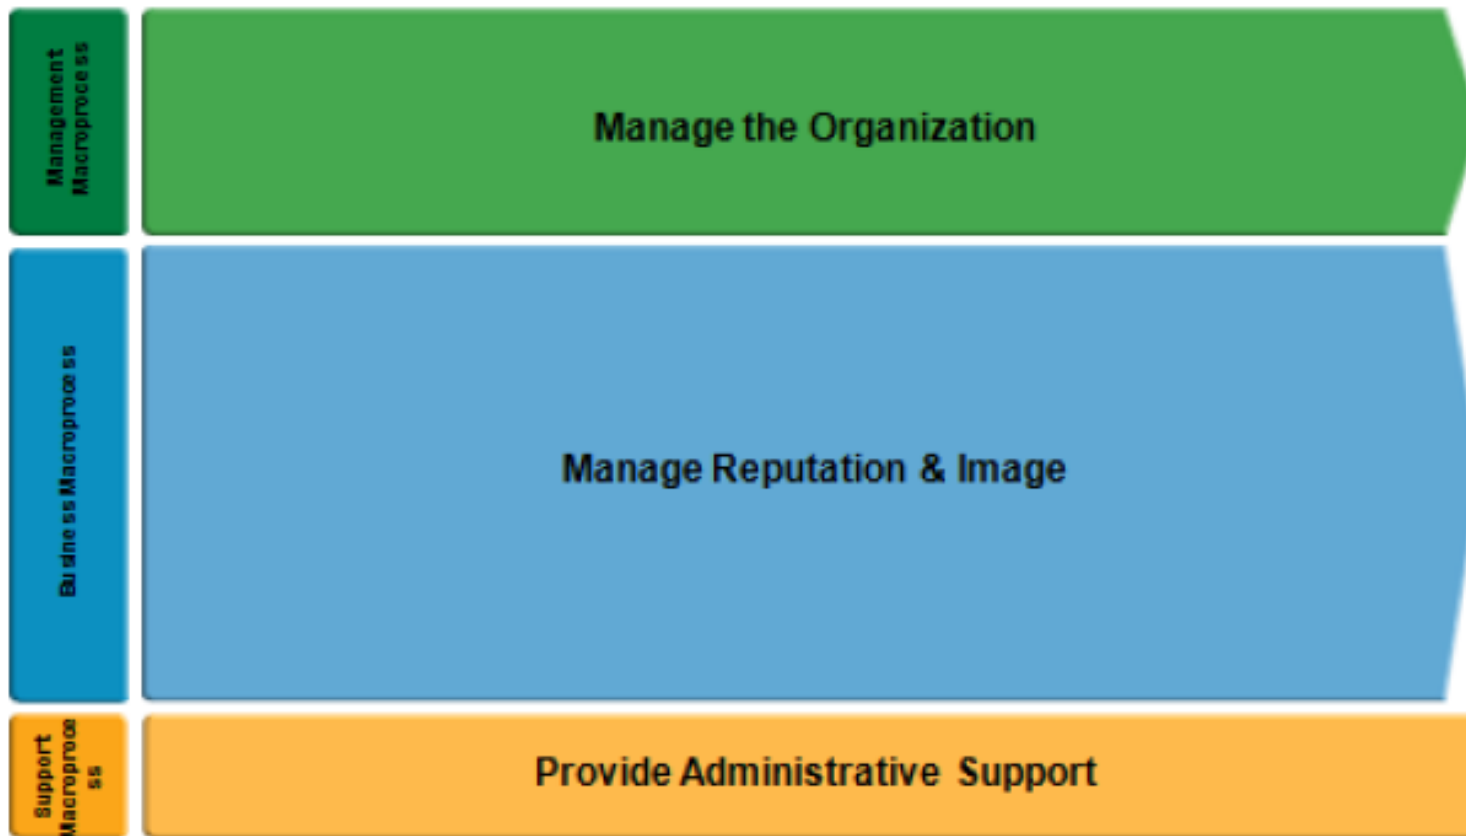 Management
Macroprocess
Manage the Organization
Business Macroprocess
Manage Reputation & Image
Support
Macroproce
ss
Provide Administrative Support